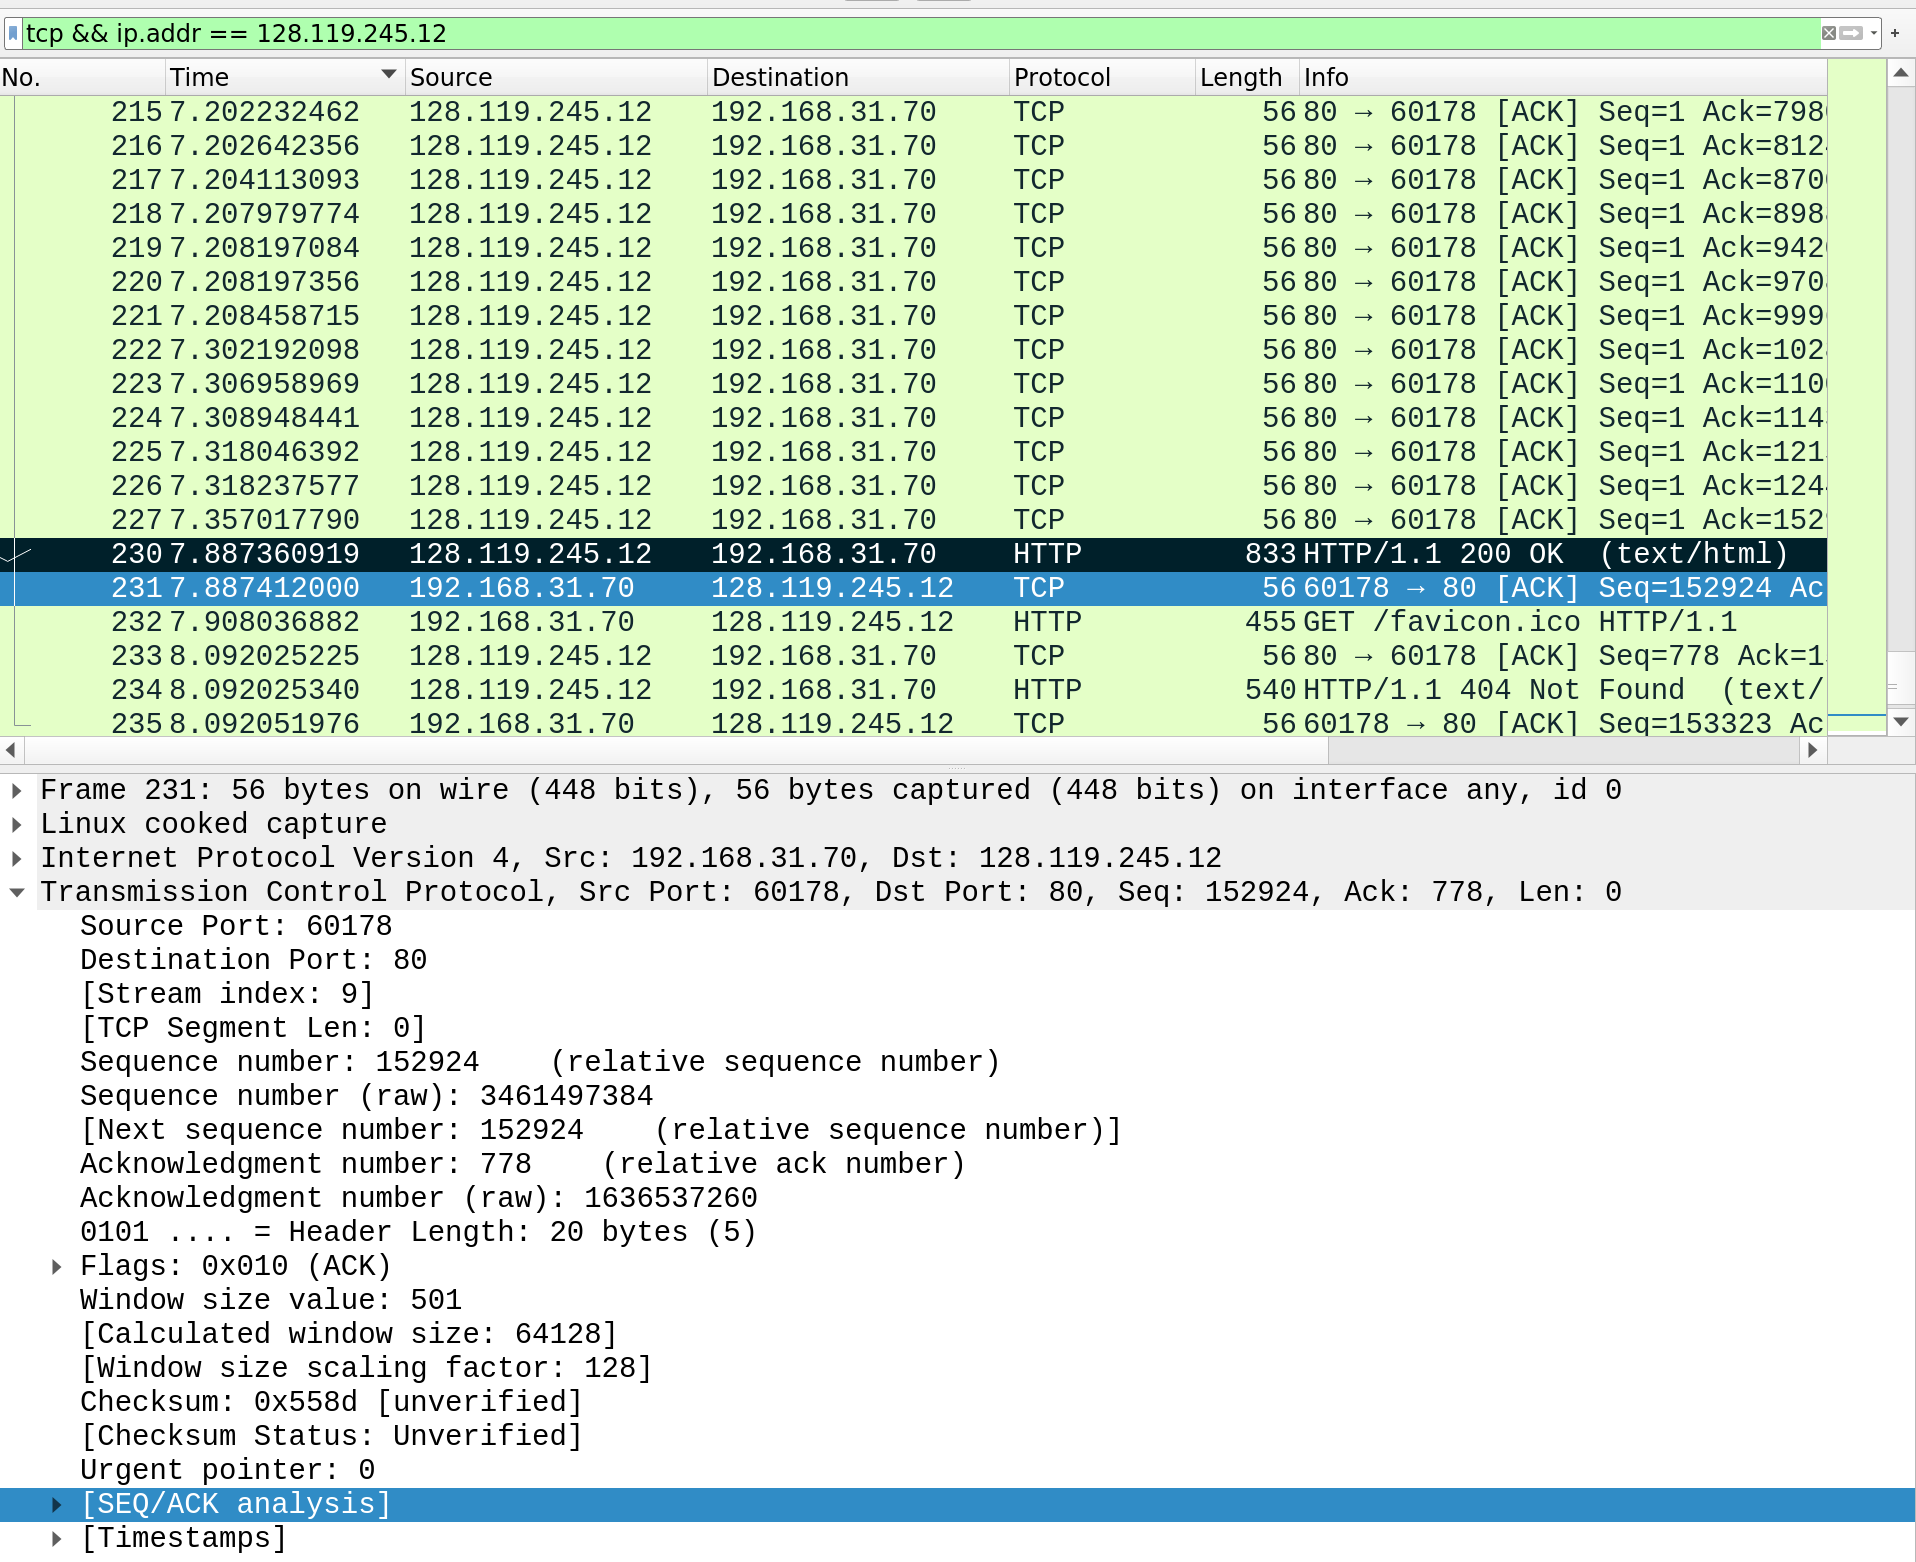 tcp && ip.addr == 128.119.245.12
No. Time Source Destination Protocol Length Info
215 7.202232462 128.119.245.12 192.168.31.70 TCP 56 80 → 60178 [ACK] Seq=1 Ack=798
216 7.202642356 128.119.245.12 192.168.31.70 TCP 56 80 → 60178 [ACK] Seq=1 Ack=812
217 7.204113093 128.119.245.12 192.168.31.70 TCP 56 80 → 60178 [ACK] Seq=1 Ack=870
218 7.207979774 128.119.245.12 192.168.31.70 TCP 56 80 → 60178 [ACK] Seq=1 Ack=898
219 7.208197084 128.119.245.12 192.168.31.70 TCP 56 80 → 60178 [ACK] Seq=1 Ack=942
220 7.208197356 128.119.245.12 192.168.31.70 TCP 56 80 → 60178 [ACK] Seq=1 Ack=970
221 7.208458715 128.119.245.12 192.168.31.70 TCP 56 80 → 60178 [ACK] Seq=1 Ack=999
222 7.302192098 128.119.245.12 192.168.31.70 TCP 56 80 → 60178 [ACK] Seq=1 Ack=102
223 7.306958969 128.119.245.12 192.168.31.70 TCP 56 80 → 60178 [ACK] Seq=1 Ack=110
224 7.308948441 128.119.245.12 192.168.31.70 TCP 56 80 → 60178 [ACK] Seq=1 Ack=114
225 7.318046392 128.119.245.12 192.168.31.70 TCP 56 80 → 60178 [ACK] Seq=1 Ack=121
226 7.318237577 128.119.245.12 192.168.31.70 TCP 56 80 → 60178 [ACK] Seq=1 Ack=124
227 7.357017790 128.119.245.12 192.168.31.70 TCP 56 80 → 60178 [ACK] Seq=1 Ack=152
230 7.887360919 128.119.245.12 192.168.31.70 HTTP 833 HTTP/1.1 200 OK (text/html)
231 7.887412000 192.168.31.70 128.119.245.12 TCP 56 60178 → 80 [ACK] Seq=152924 Ac
232 7.908036882 192.168.31.70 128.119.245.12 HTTP 455 GET /favicon.ico HTTP/1.1
233 8.092025225 128.119.245.12 192.168.31.70 TCP 56 80 → 60178 [ACK] Seq=778 Ack=1
234 8.092025340 128.119.245.12 192.168.31.70 HTTP 540 HTTP/1.1 404 Not Found (text/
235 8.092051976 192.168.31.70 128.119.245.12 TCP 56 60178 → 80 [ACK] Seq=153323 Ac
Frame 231: 56 bytes on wire (448 bits), 56 bytes captured (448 bits) on interface any, id 0
Linux cooked capture
Internet Protocol Version 4, Src: 192.168.31.70, Dst: 128.119.245.12
Transmission Control Protocol, Src Port: 60178, Dst Port: 80, Seq: 152924, Ack: 778, Len: 0
Source Port: 60178
Destination Port: 80
[Stream index: 9]
[TCP Segment Len: 0]
Sequence number: 152924 (relative sequence number)
Sequence number (raw): 3461497384
[Next sequence number: 152924 (relative sequence number)]
Acknowledgment number: 778 (relative ack number)
Acknowledgment number (raw): 1636537260
0101 .... = Header Length: 20 bytes (5)
Flags: 0x010 (ACK)
Window size value: 501
[Calculated window size: 64128]
[Window size scaling factor: 128]
Checksum: 0x558d [unverified]
[Checksum Status: Unverified]
Urgent pointer: 0
[SEQ/ACK analysis]
[Timestamps]